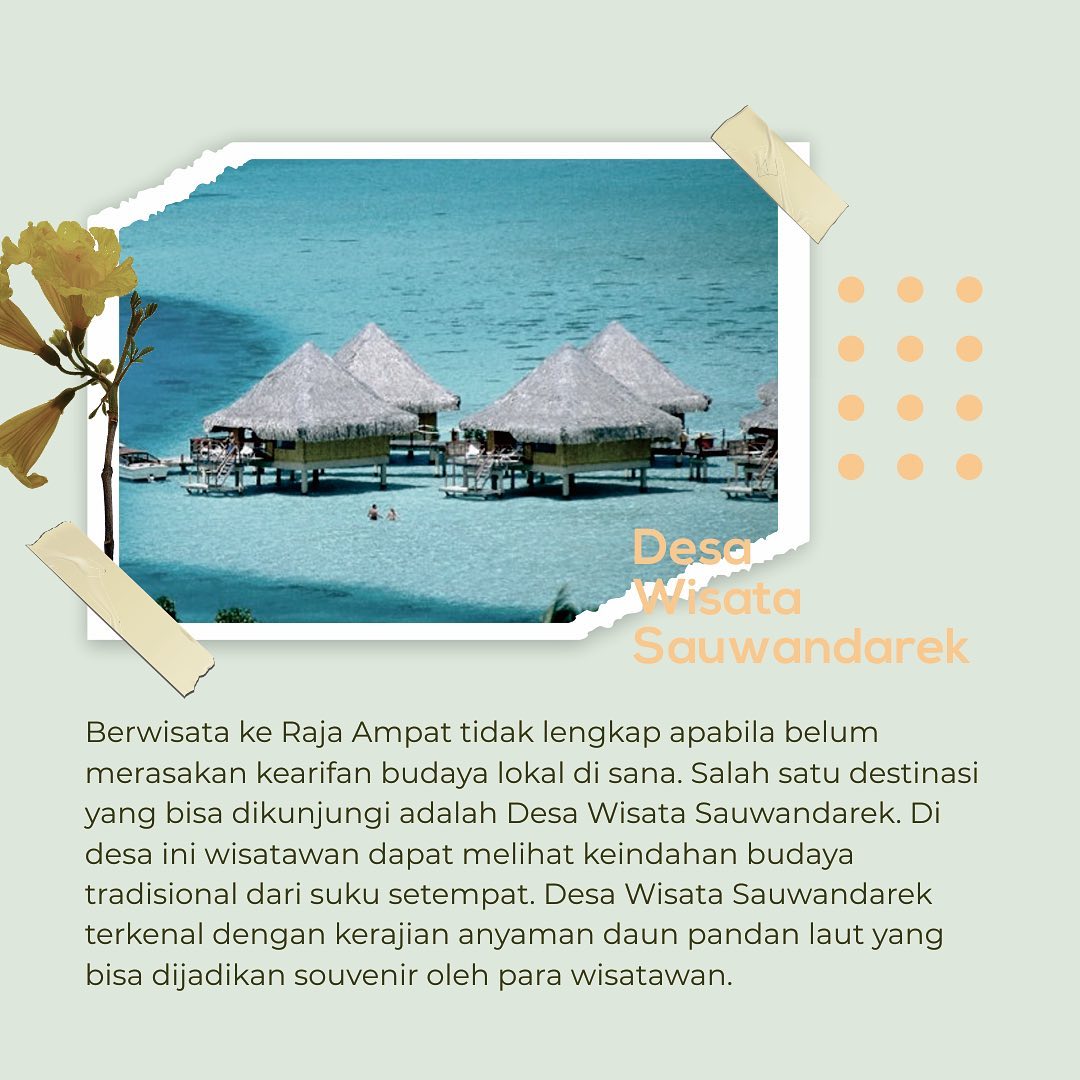 Desa
Wisata
Sauwandarek
Berwisata ke Raja Ampat tidak lengkap apabila belum
merasakan kearifan budaya lokal di sana. Salah satu destinasi
yang bisa dikunjungi adalah Desa Wisata Sauwandarek. Di
desa ini wisatawan dapat melihat keindahan budaya
tradisional dari suku setempat. Desa Wisata Sauwandarek
terkenal dengan kerajian anyaman daun pandan laut yang
bisa dijadikan souvenir oleh para wisatawan.